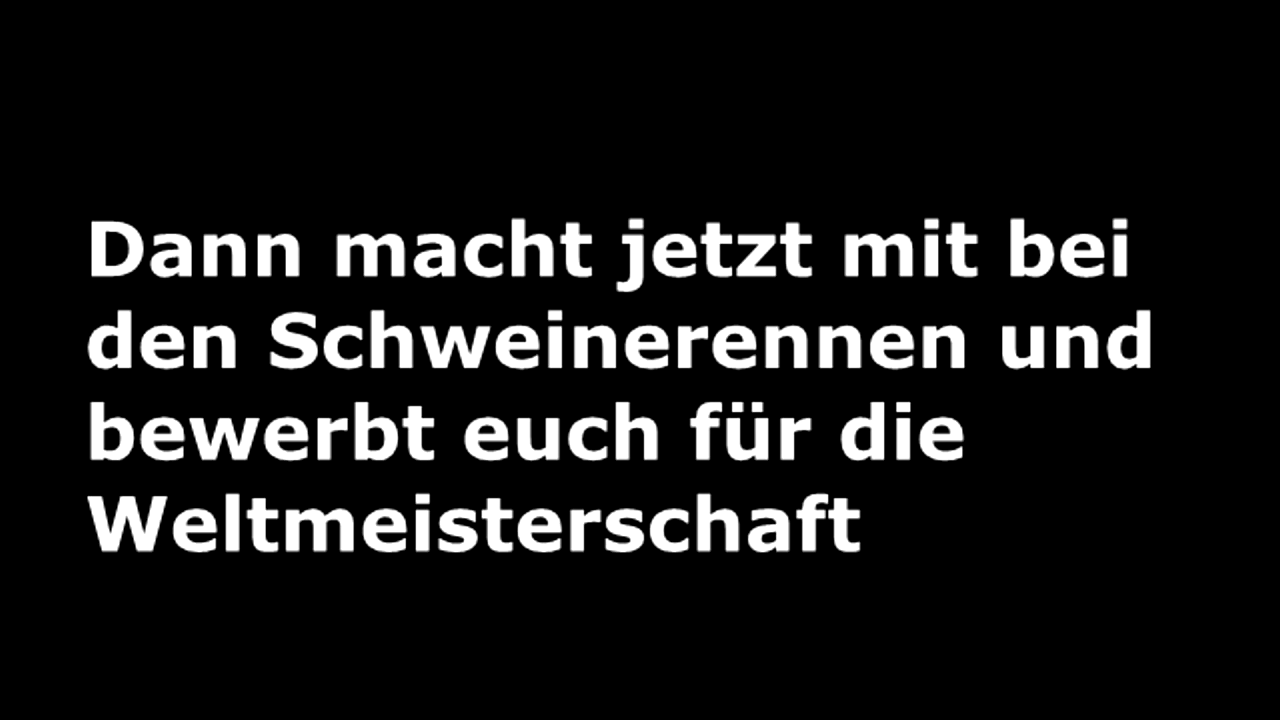 Dann macht jetzt mit bei
den Schweinerennen und
bewerbt euch für die
Weltmeisterschaft